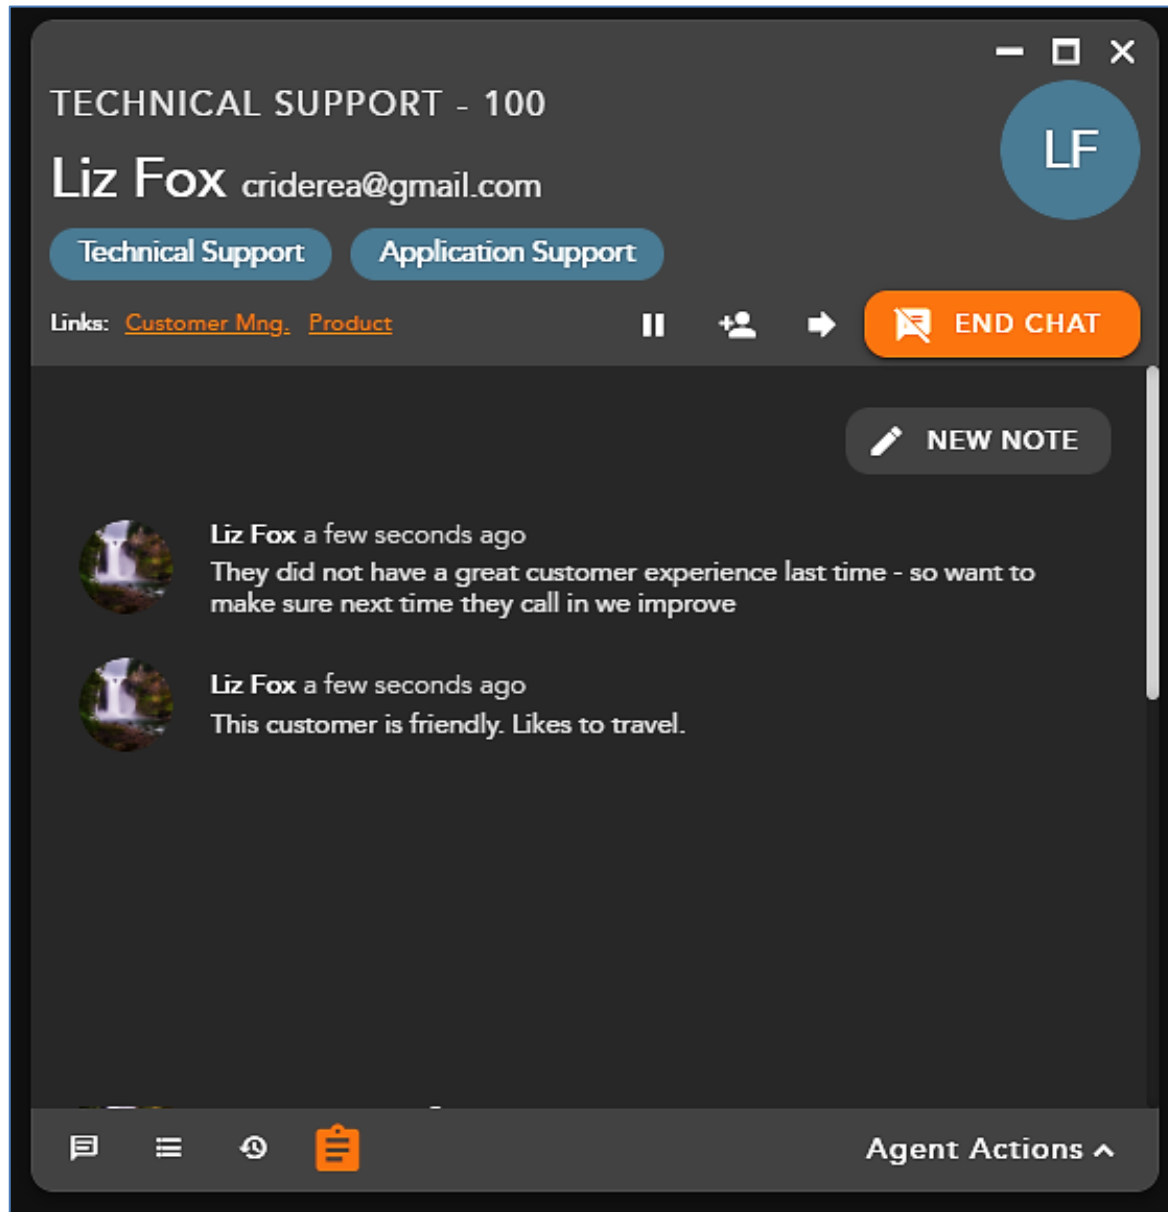 TECHNICAL SUPPORT - 100
LF
Liz Fox criderea@gmail.com
Technical Support Application Support
Links: Customer Mng. Product
END CHAT
NEW NOTE
Liz Fox a few seconds ago
They did not have a great customer experience last time - so want to
make sure next time they call in we improve
Liz Fox a few seconds ago
This customer is friendly. Likes to travel.
Agent Actions